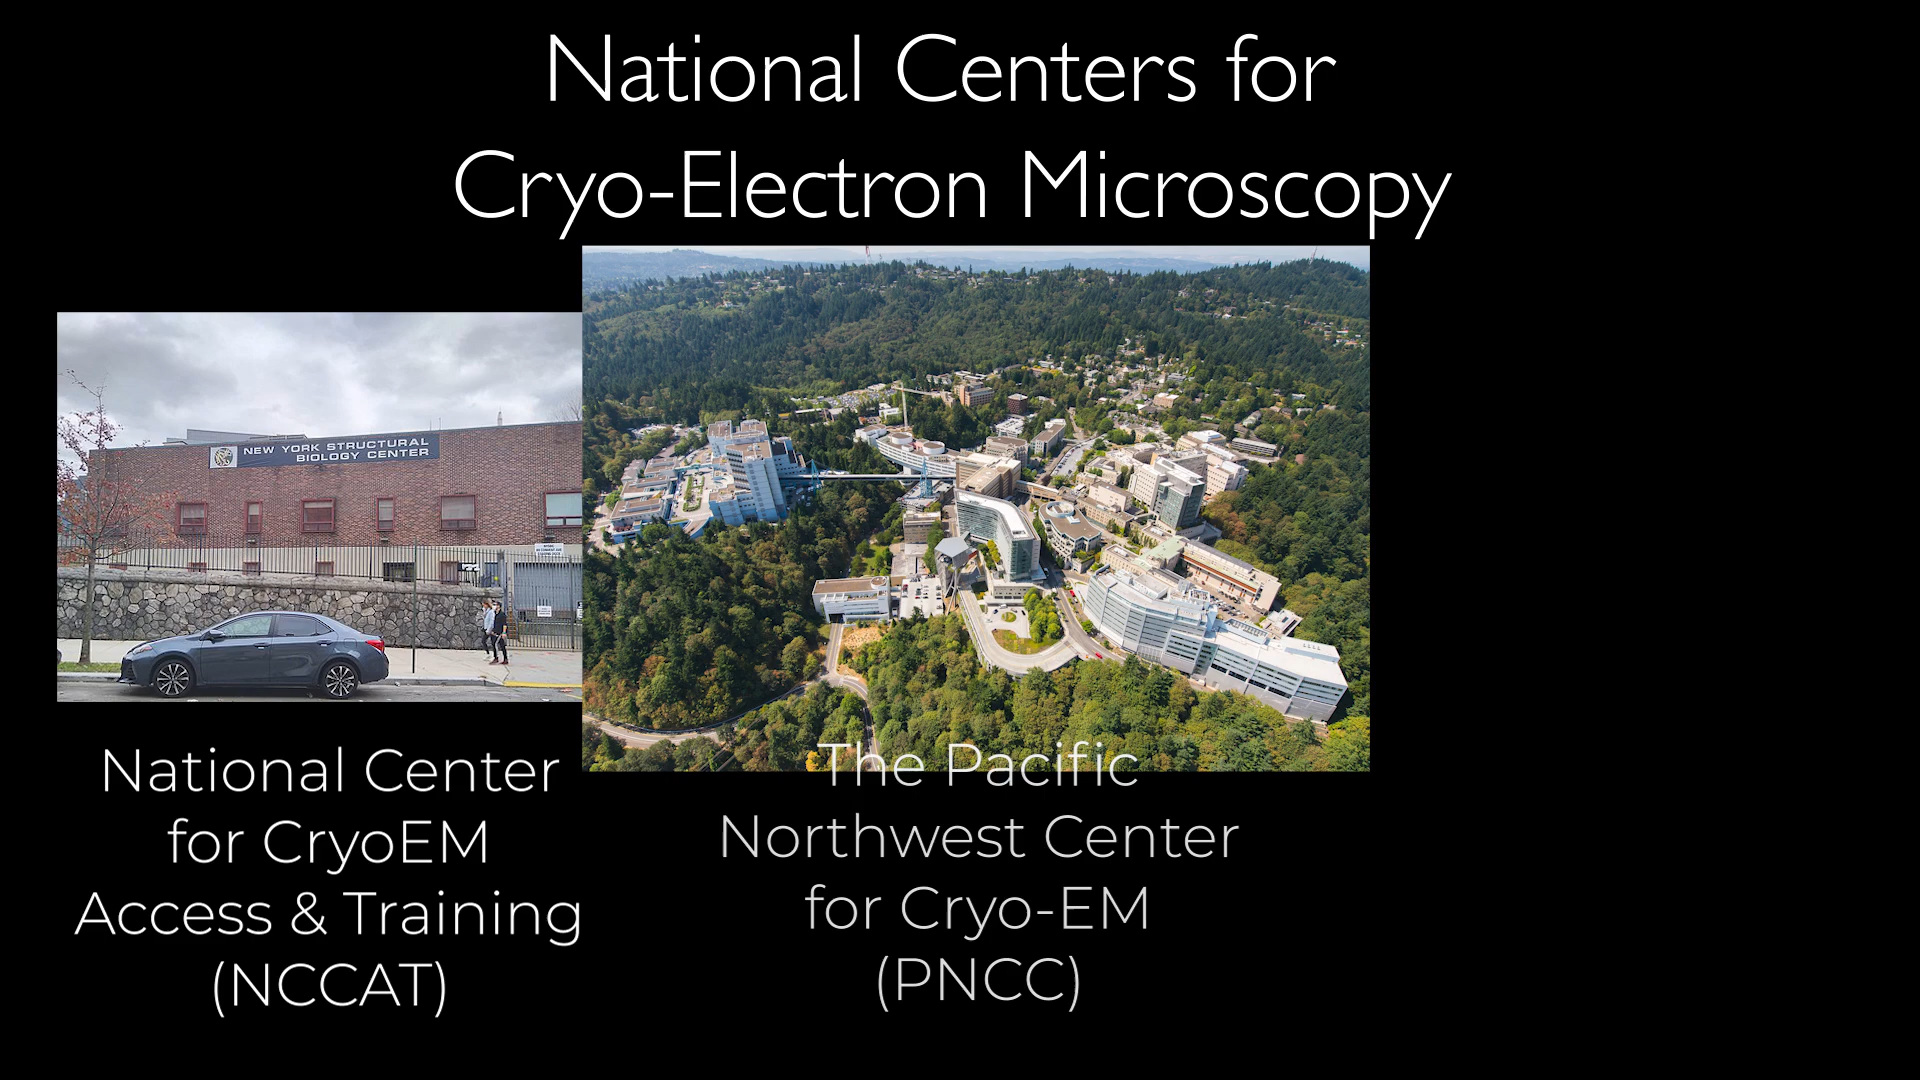 National Centers for
Cryo-Electron Microscopy
NEW YORK STRUCTURAL
BIOLOGY CENTER
National Center
for CryoEM
Access & Training
(NCCAT)
The Pacific
Northwest Center
for Cryo-EM
(PNCC)